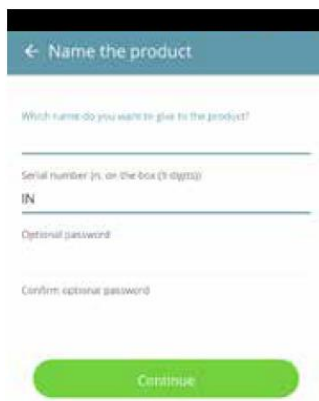 ← Name the product
Which name do you want to give to the product?
Serial number (n. on the box (9 digits))
IN
Optional password
Confirm optional password
Continue